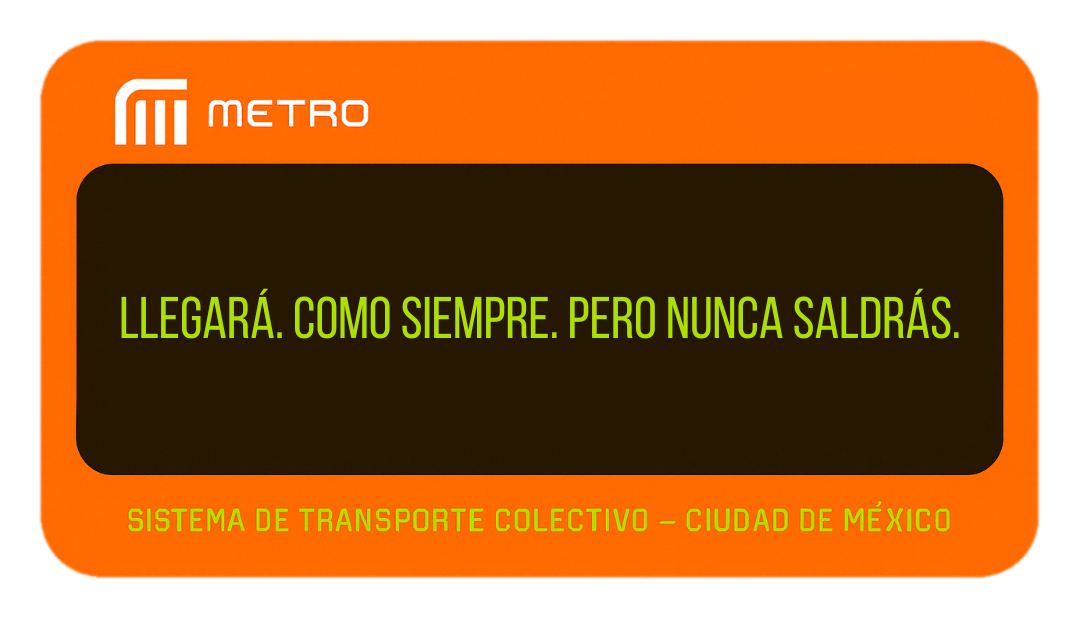 METRO
LLEGARÁ. COMO SIEMPRE. PERO NUNCA SALDRÁS.
SISTEMA DE TRANSPORTE COLECTIVO – CIUDAD DE MÉXICO